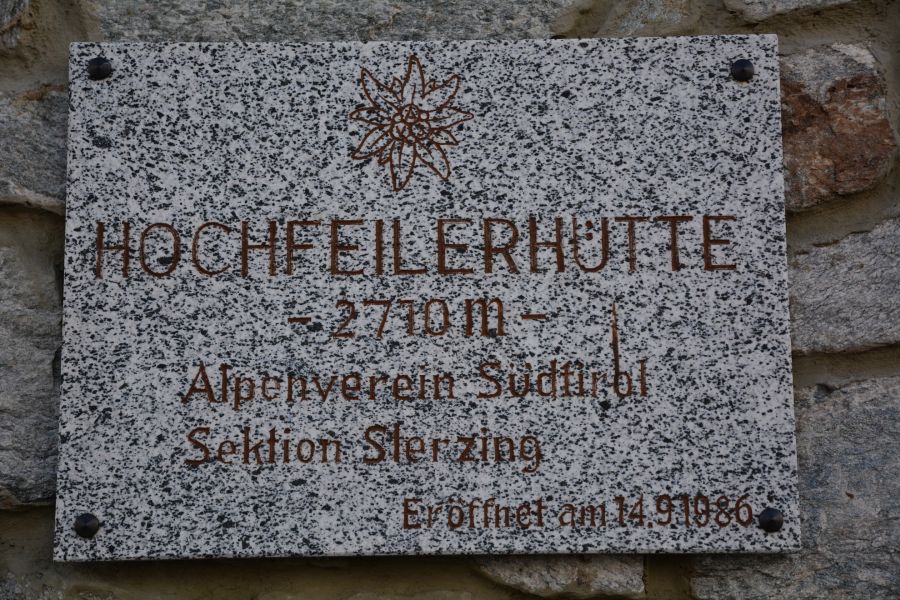 HOCHFEILERHÜTTE
- 2710 m -
Alpenverein Südtirol
Sektion Sterzing
Eröffnet am 14.9.1986